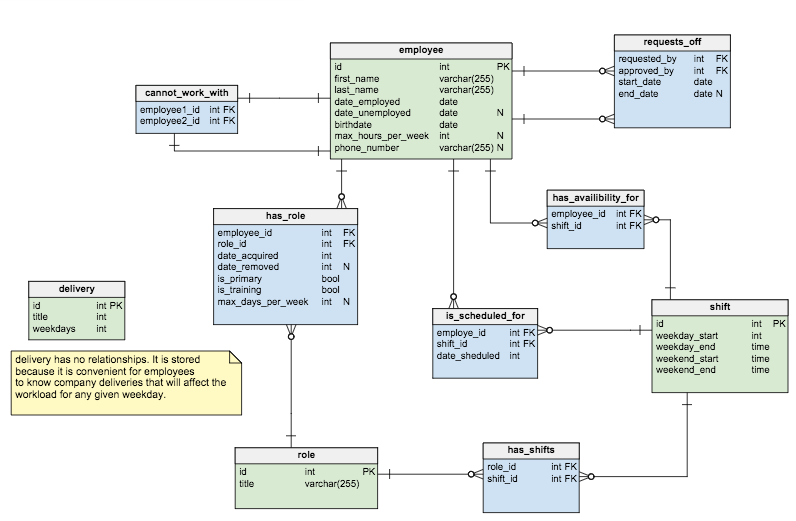 employee
id int PK
first_name varchar(255)
last_name varchar(255)
date_employed date
date_unemployed date N
birthdate date
max_hours_per_week int N
phone_number varchar(255) N
requests_off
requested_by int FK
approved_by int FK
start_date date
end_date date N
cannot_work_with
employee1_id int FK
employee2_id int FK
has_availibility_for
employee_id int FK
shift_id int FK
has_role
employee_id int FK
role_id int FK
date_acquired int
date_removed int N
is_primary bool
is_training bool
max_days_per_week int N
delivery
id int PK
title int
weekdays int
is_scheduled_for
employe_id int FK
shift_id int FK
date_sheduled int
shift
id int PK
weekday_start int
weekday_end time
weekend_start time
weekend_end time
delivery has no relationships. It is stored
because it is convenient for employees
to know company deliveries that will affect the
workload for any given weekday.
role
id int PK
title varchar(255)
has_shifts
role_id int FK
shift_id int FK